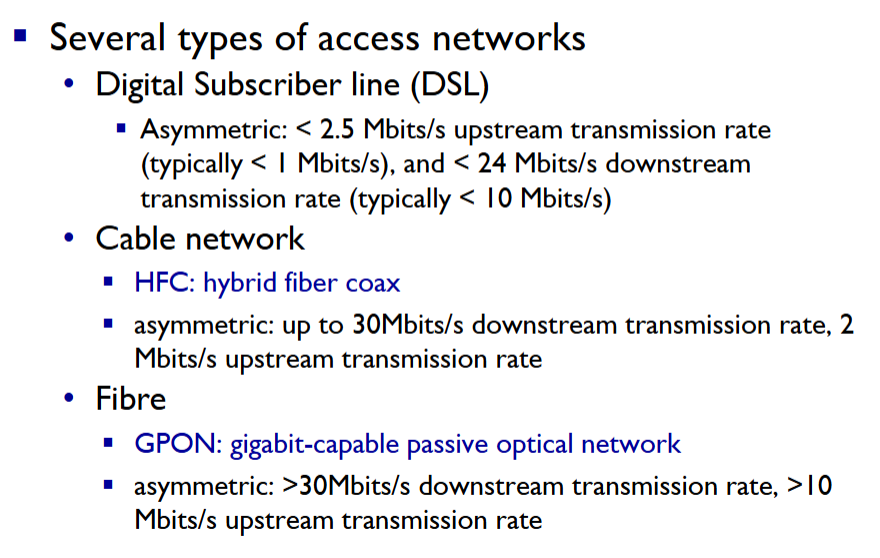 ▪ Several types of access networks
• Digital Subscriber line (DSL)
▪ Asymmetric: < 2.5 Mbits/s upstream transmission rate
(typically < 1 Mbits/s), and < 24 Mbits/s downstream
transmission rate (typically < 10 Mbits/s)
• Cable network
▪ HFC: hybrid fiber coax
▪ asymmetric: up to 30Mbits/s downstream transmission rate, 2
Mbits/s upstream transmission rate
• Fibre
▪ GPON: gigabit-capable passive optical network
▪ asymmetric: >30Mbits/s downstream transmission rate, >10
Mbits/s upstream transmission rate